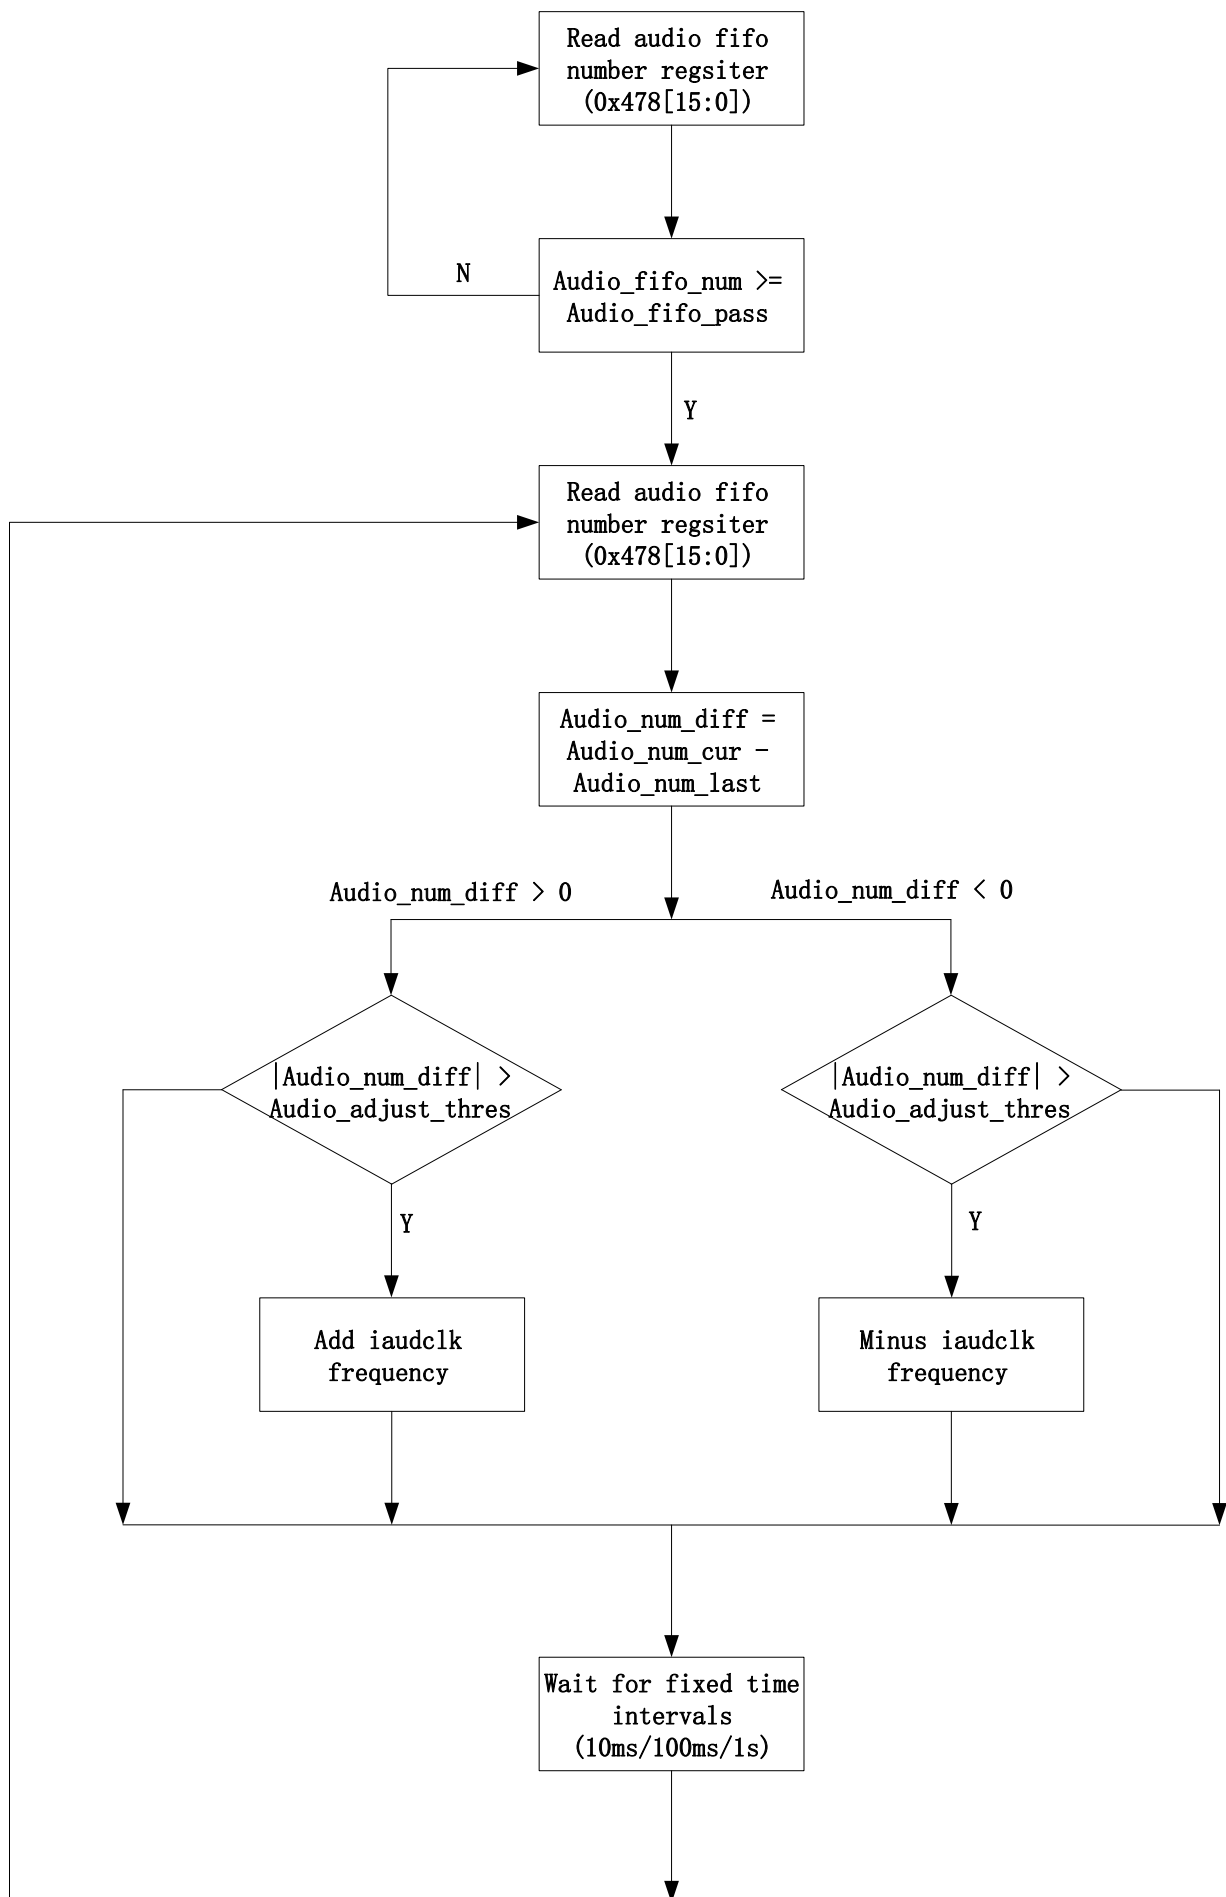 Read audio fifo
number regsiter
(0x478[15:0])
N
Audio_fifo_num >=
Audio_fifo_pass
Y
Read audio fifo
number regsiter
(0x478[15:0])
Audio_num_diff =
Audio_num_cur -
Audio_num_last
Audio_num_diff > 0
Audio_num_diff < 0
|Audio_num_diff| >
Audio_adjust_thres
|Audio_num_diff| >
Audio_adjust_thres
Y
Y
Add iaudclk
frequency
Minus iaudclk
frequency
Wait for fixed time
intervals
(10ms/100ms/1s)